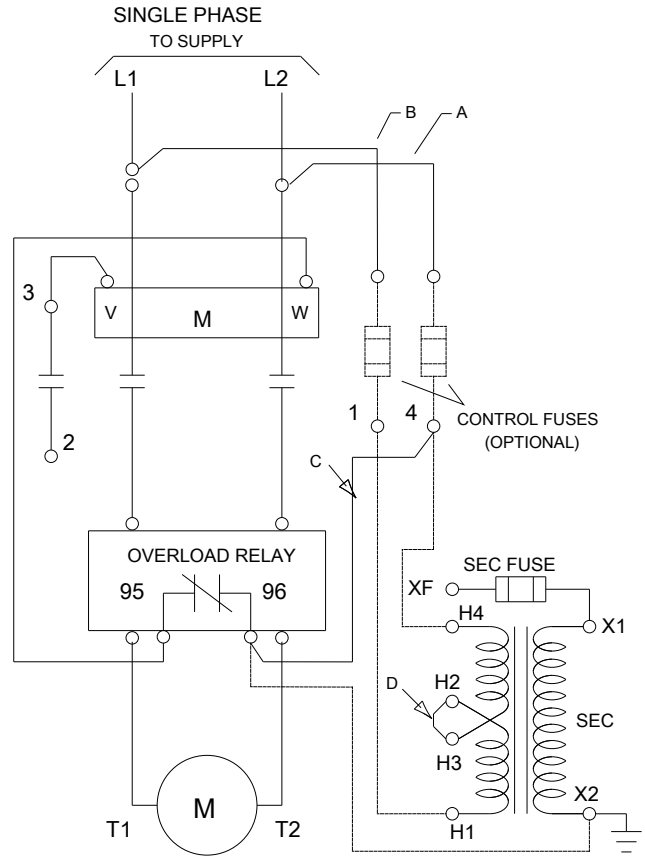 SINGLE PHASE
TO SUPPLY
L1 L2
B A
3
V M W
2
1 4
CONTROL FUSES
(OPTIONAL)
C
OVERLOAD RELAY
95 96
SEC FUSE
XF
H4 X1
D H2
SEC
H3
X2
H1
T1 M T2